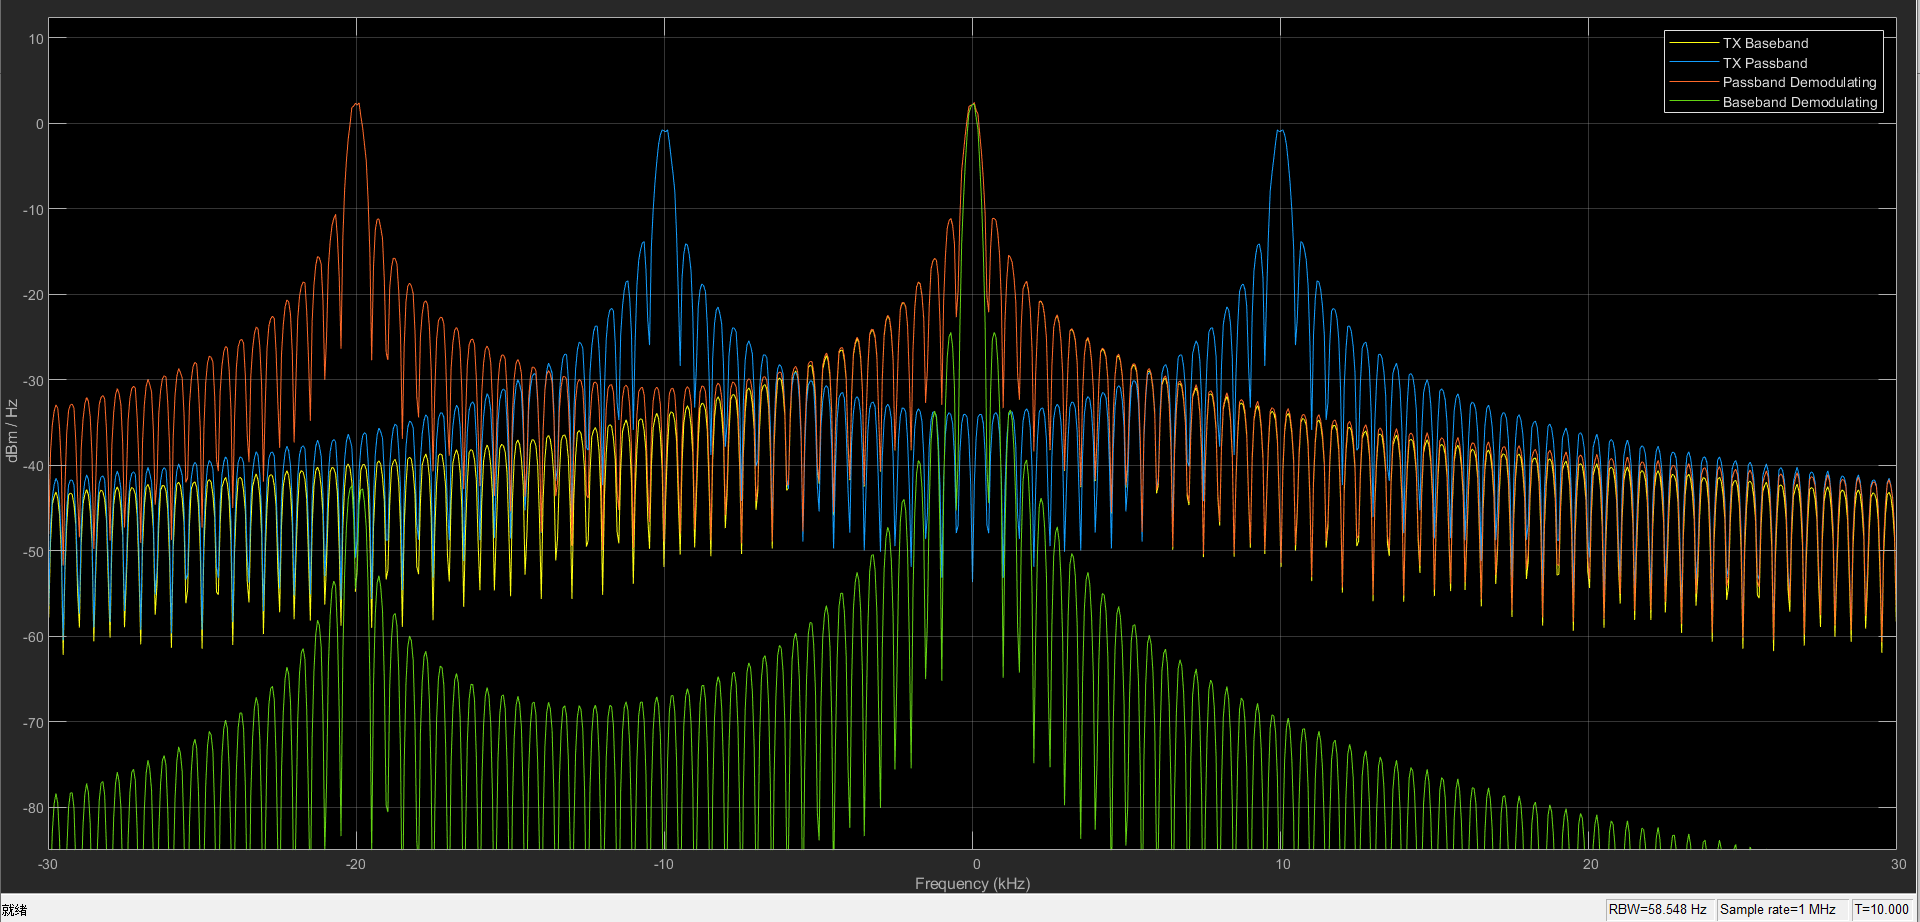 10
0
-10
-20
-30
-40
-50
-60
-70
-80
dBm / Hz
TX Baseband
TX Passband
Passband Demodulating
Baseband Demodulating
-30
-20
-10
0
10
20
30
Frequency (kHz)
就绪
RBW=58.548 Hz
Sample rate=1 MHz
T=10.000